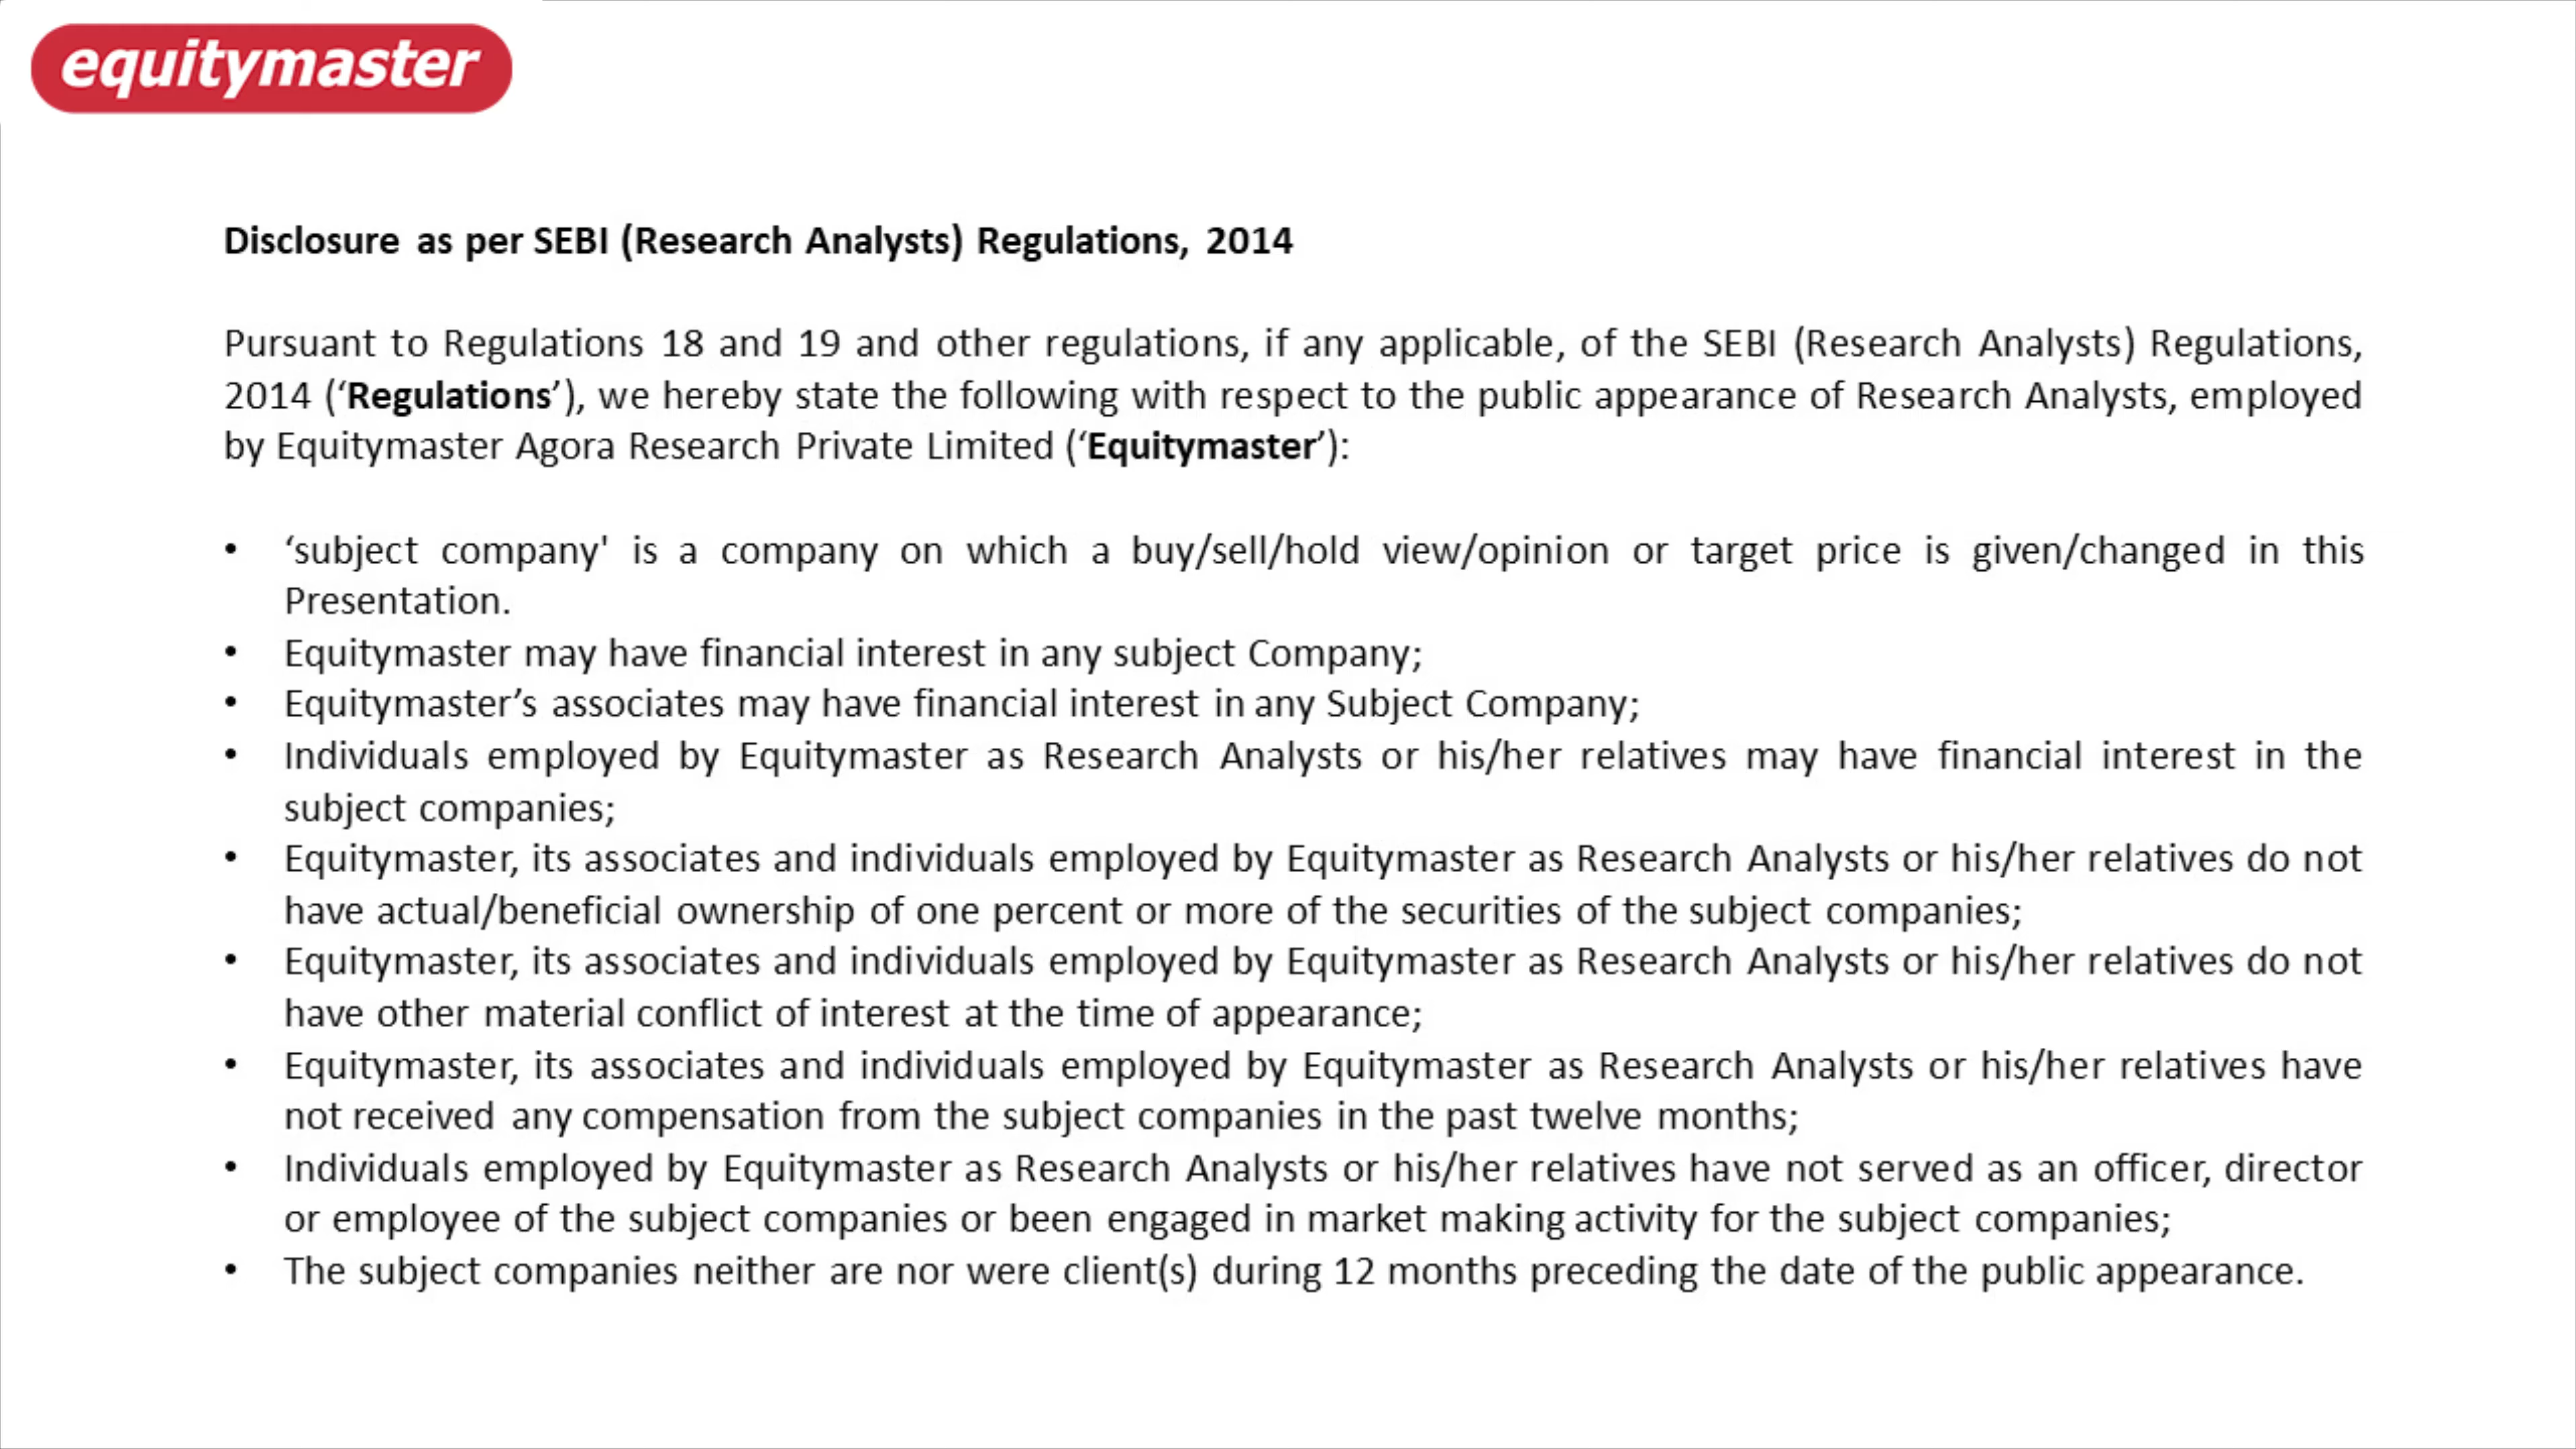 equitymaster
Disclosure as per SEBI (Research Analysts) Regulations, 2014
Pursuant to Regulations 18 and 19 and other regulations, if any applicable, of the SEBI (Research Analysts) Regulations,
2014 (‘Regulations’), we hereby state the following with respect to the public appearance of Research Analysts, employed
by Equitymaster Agora Research Private Limited (‘Equitymaster’):
• ‘subject company' is a company on which a buy/sell/hold view/opinion or target price is given/changed in this
Presentation.
• Equitymaster may have financial interest in any subject Company;
• Equitymaster’s associates may have financial interest in any Subject Company;
• Individuals employed by Equitymaster as Research Analysts or his/her relatives may have financial interest in the
subject companies;
• Equitymaster, its associates and individuals employed by Equitymaster as Research Analysts or his/her relatives do not
have actual/beneficial ownership of one percent or more of the securities of the subject companies;
• Equitymaster, its associates and individuals employed by Equitymaster as Research Analysts or his/her relatives do not
have other material conflict of interest at the time of appearance;
• Equitymaster, its associates and individuals employed by Equitymaster as Research Analysts or his/her relatives have
not received any compensation from the subject companies in the past twelve months;
• Individuals employed by Equitymaster as Research Analysts or his/her relatives have not served as an officer, director
or employee of the subject companies or been engaged in market making activity for the subject companies;
• The subject companies neither are nor were client(s) during 12 months preceding the date of the public appearance.